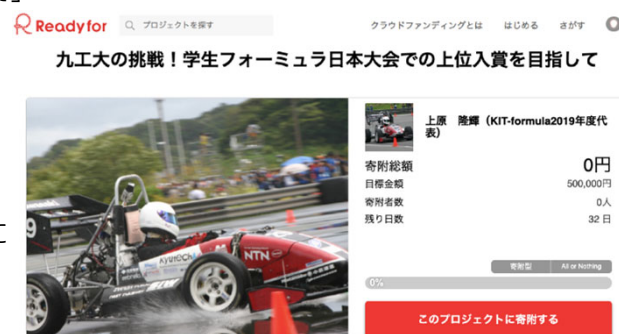 Readyfor
プロジェクトを探す
クラウドファンディングとは はじめる さがす
九工大の挑戦！学生フォーミュラ日本大会での上位入賞を目指して
上原 隆輝（KIT-formula2019年度代
表）
寄附総額 0円
目標金額 500,000円
寄附者数 0人
残り日数 32 日
寄附型 All or Nothing
0%
このプロジェクトに寄附する
9
Kyutech
NTN
に